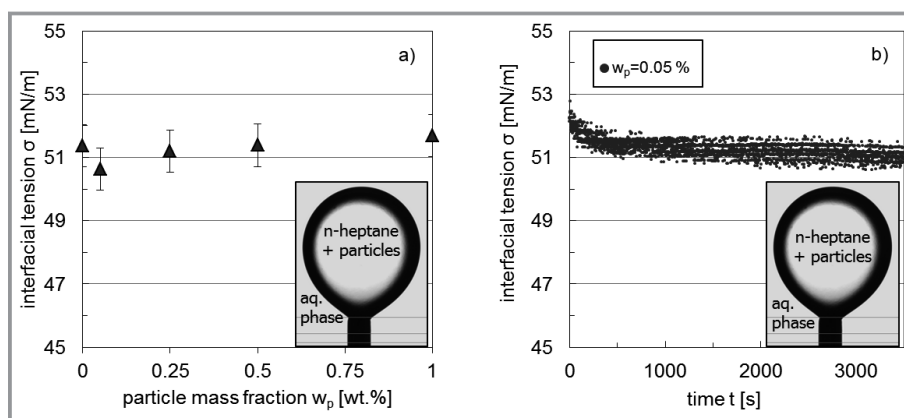 a)
interfacial tension σ [mN/m]
55
53
51
49
47
45
n-heptane
+ particles
aq.
phase
0
0.25
0.5
0.75
1
particle mass fraction wₚ [wt.%]
b)
wₚ=0.05 %
interfacial tension σ [mN/m]
55
53
51
49
47
45
n-heptane
+ particles
aq.
phase
0
1000
2000
3000
time t [s]